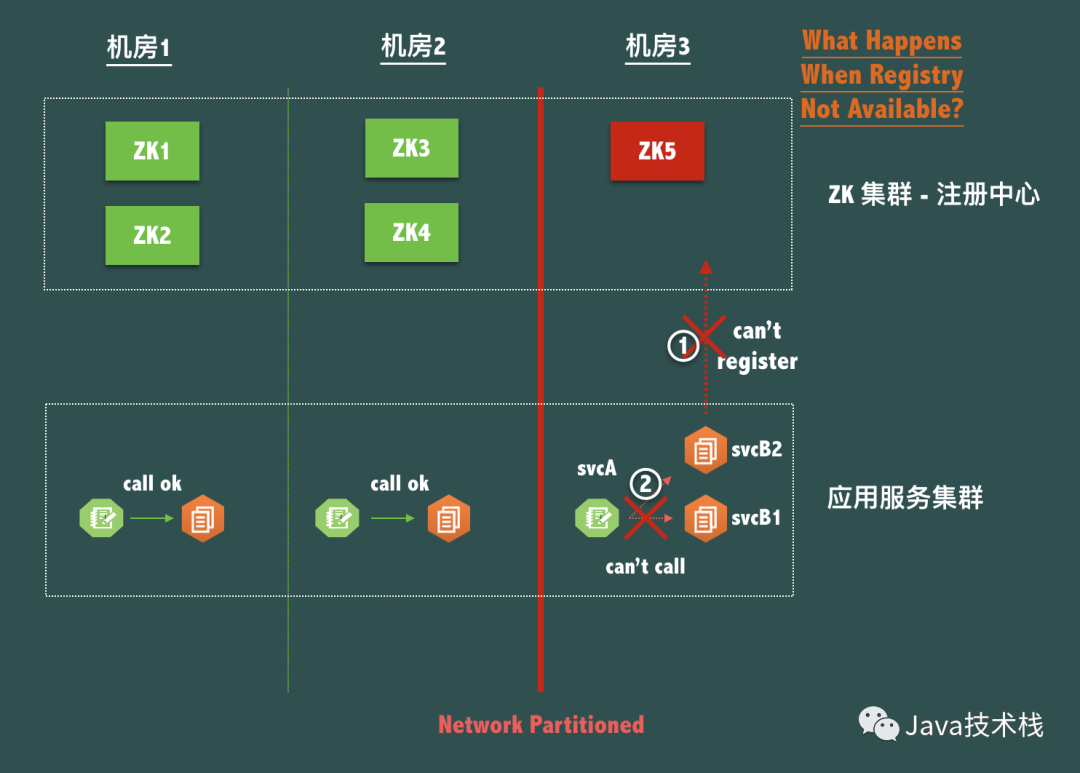 机房1
机房2
机房3
What Happens
When Registry
Not Available?
ZK1
ZK3
ZK5
ZK 集群 - 注册中心
ZK2
ZK4
①
can't
register
svcB2
svcA
②
call ok
call ok
应用服务集群
svcB1
can't call
Network Partitioned
Java技术栈